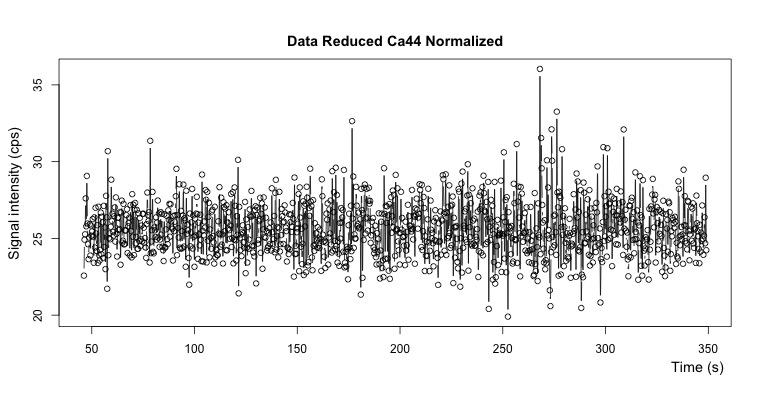 Data Reduced Ca44 Normalized
Signal intensity (cps)
35
30
25
20
50 100 150 200 250 300 350
Time (s)